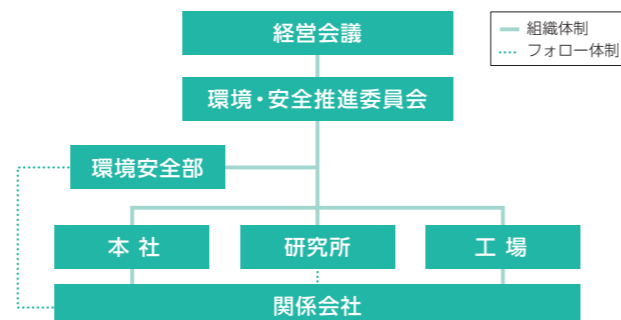 経営会議
組織体制
フォロー体制
環境・安全推進委員会
環境安全部
本 社
研究所
工 場
関係会社